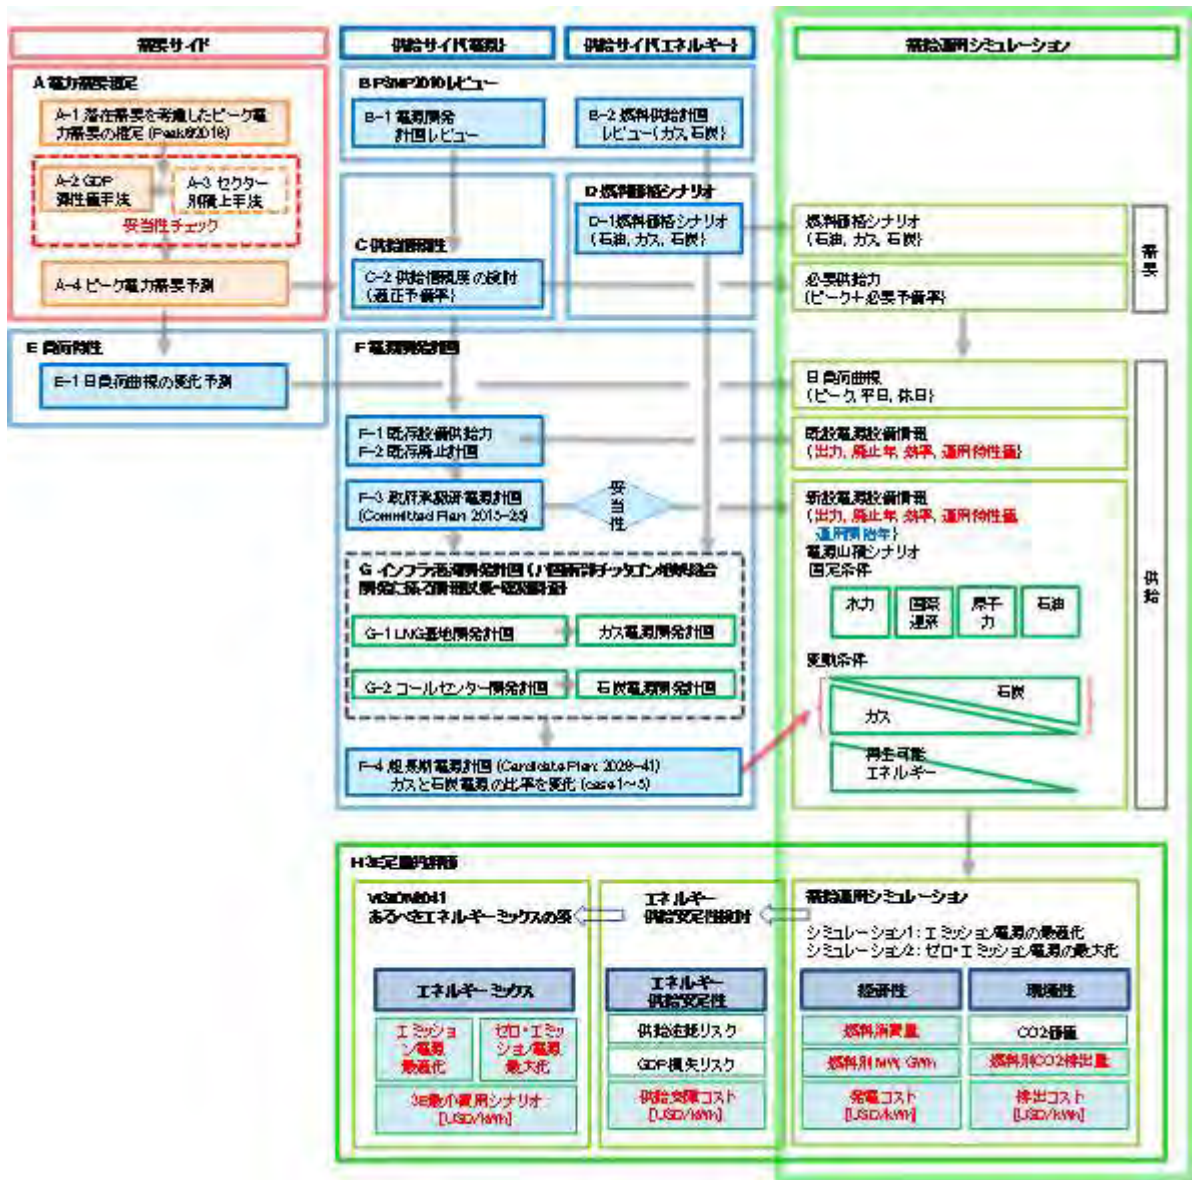 需要サイド
供給サイド(電源)
供給サイド(エネルギー)
需給運用シミュレーション
A 電力需要想定
A-1 潜在需要を考慮したピーク電
力需要の推定 (Peak@2016)
A-2 GDP
弾性値手法
A-3 セクター
別積上手法
妥当性チェック
A-4 ピーク電力需要予測
B PSMP2010レビュー
B-1 電源開発
計画レビュー
B-2 燃料供給計画
レビュー(ガス, 石炭)
C 供給信頼性
C-2 供給信頼度の検討
(適正予備率)
D 燃料価格シナリオ
D-1燃料価格シナリオ
(石油, ガス, 石炭)
燃料価格シナリオ
(石油, ガス, 石炭)
必要供給力
(ピーク+必要予備率)
需要
E 負荷特性
E-1 日負荷曲線の変化予測
F 電源開発計画
F-1 既存設備供給力
F-2 既存廃止計画
F-3 政府承認済電源計画
(Committed Plan: 2015-25)
妥当性
G インフラ
G-1 LNG基地開発計画
ガス電源開発計画
G-2 コールセンター開発計画
石炭電源開発計画
F-4 超長期電源計画 (Candidate Plan: 2026-41)
ガスと石炭電源の比率を変化 (case1~5)
日負荷曲線
(ピーク, 平日, 休日)
既設電源設備情報
(出力, 廃止年, 効率, 運用特性値)
新設電源設備情報
(出力, 廃止年, 効率, 運用特性値,
運用開始年)
電源山積シナリオ
固定条件
水力
国際
連系
原子
力
石油
変動条件
石炭
ガス
再生可能
エネルギー
供給
H 3E定量的評価
VISION2041
あるべきエネルギーミックスの姿
エネルギー
供給安定性検討
需給運用シミュレーション
シミュレーション1:エミッション電源の最適化
シミュレーション2:ゼロ・エミッション電源の最大化
エネルギーミックス
エミッショ
ン電源
最適化
ゼロ・エミッ
ション電源
最大化
3E最小費用シナリオ
[USD/kWh]
エネルギー
供給安定性
供給途絶リスク
GDP損失リスク
供給支障コスト
[USD/kWh]
経済性
燃料消費量
燃料別MW, GWh
発電コスト
[USD/kWh]
環境性
CO2価値
燃料別CO2排出量
排出コスト
[USD/kWh]